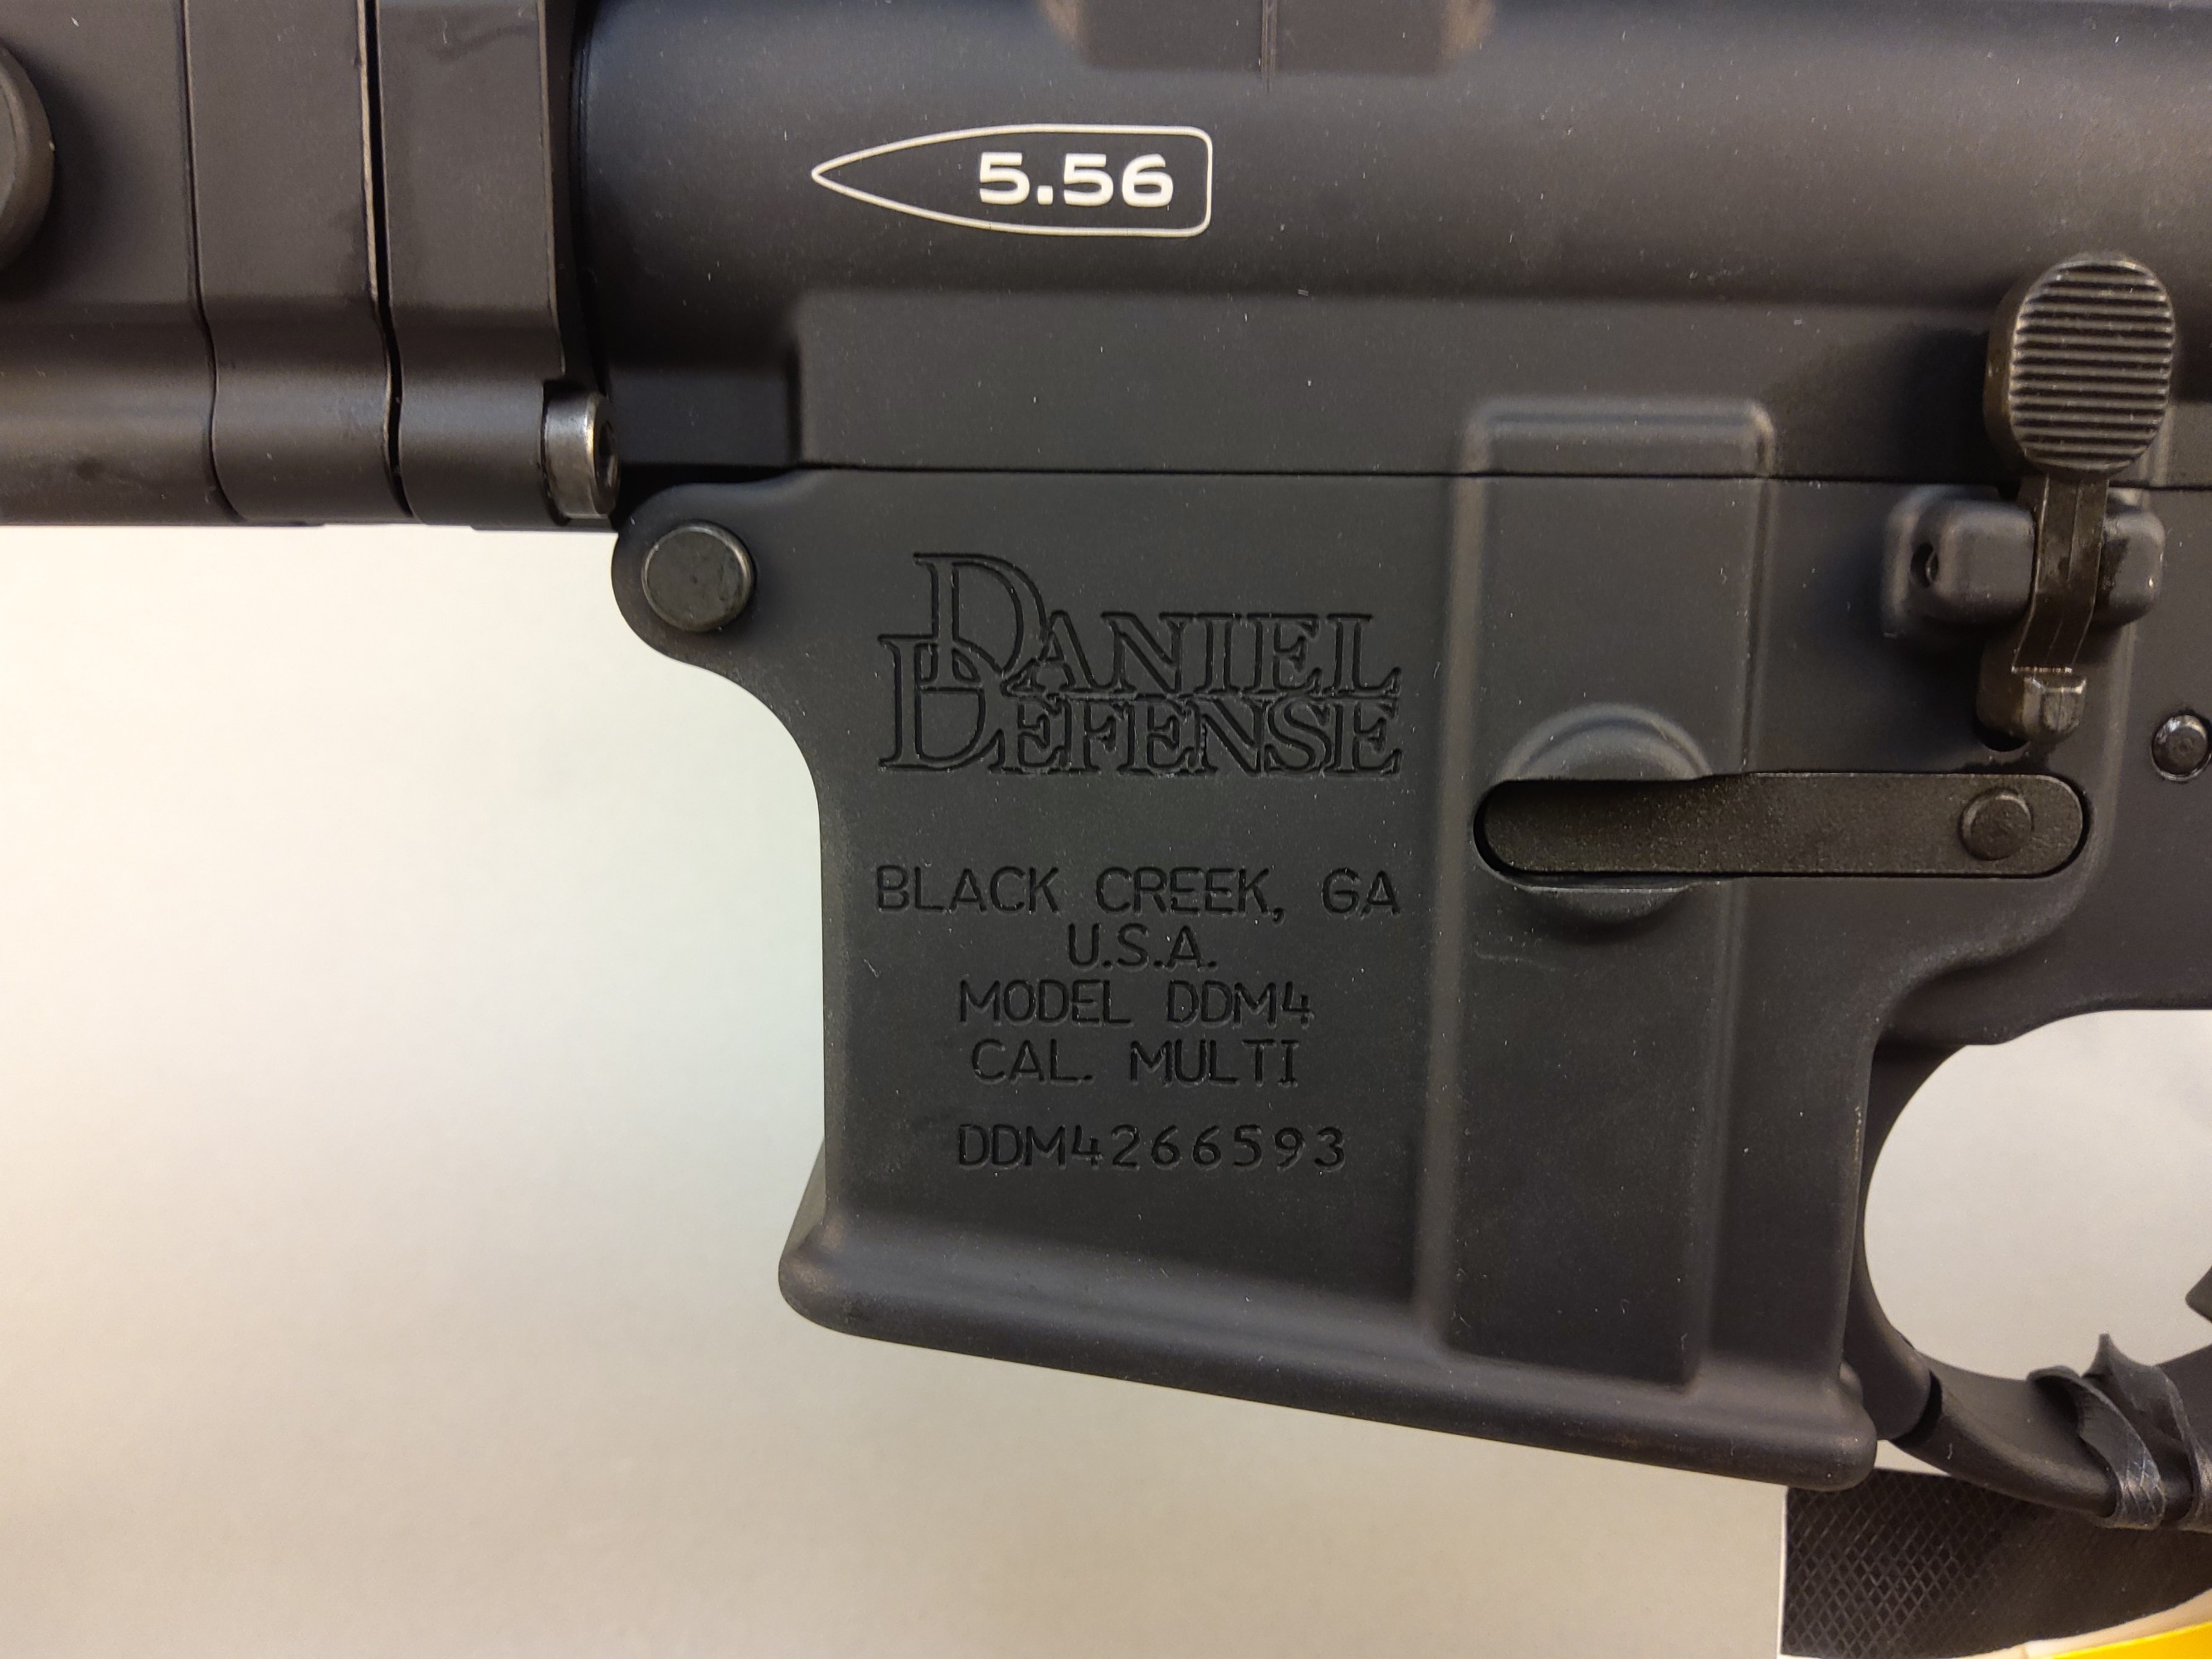 5.56
DANIEL
DEFENSE
BLACK CREEK, GA
U.S.A.
MODEL DDM4
CAL. MULTI
DDM4266593